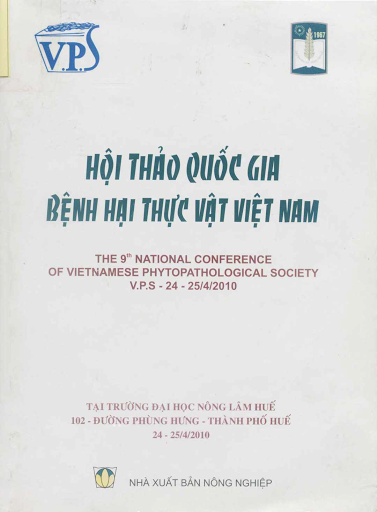 V.P.S
1967
HỘI THẢO QUỐC GIA
BỆNH HẠI THỰC VẬT VIỆT NAM
THE 9th NATIONAL CONFERENCE
OF VIETNAMESE PHYTOPATHOLOGICAL SOCIETY
V.P.S - 24 - 25/4/2010
TẠI TRƯỜNG ĐẠI HỌC NÔNG LÂM HUẾ
102 - ĐƯỜNG PHÙNG HƯNG - THÀNH PHỐ HUẾ
24 - 25/4/2010
NHÀ XUẤT BẢN NÔNG NGHIỆP